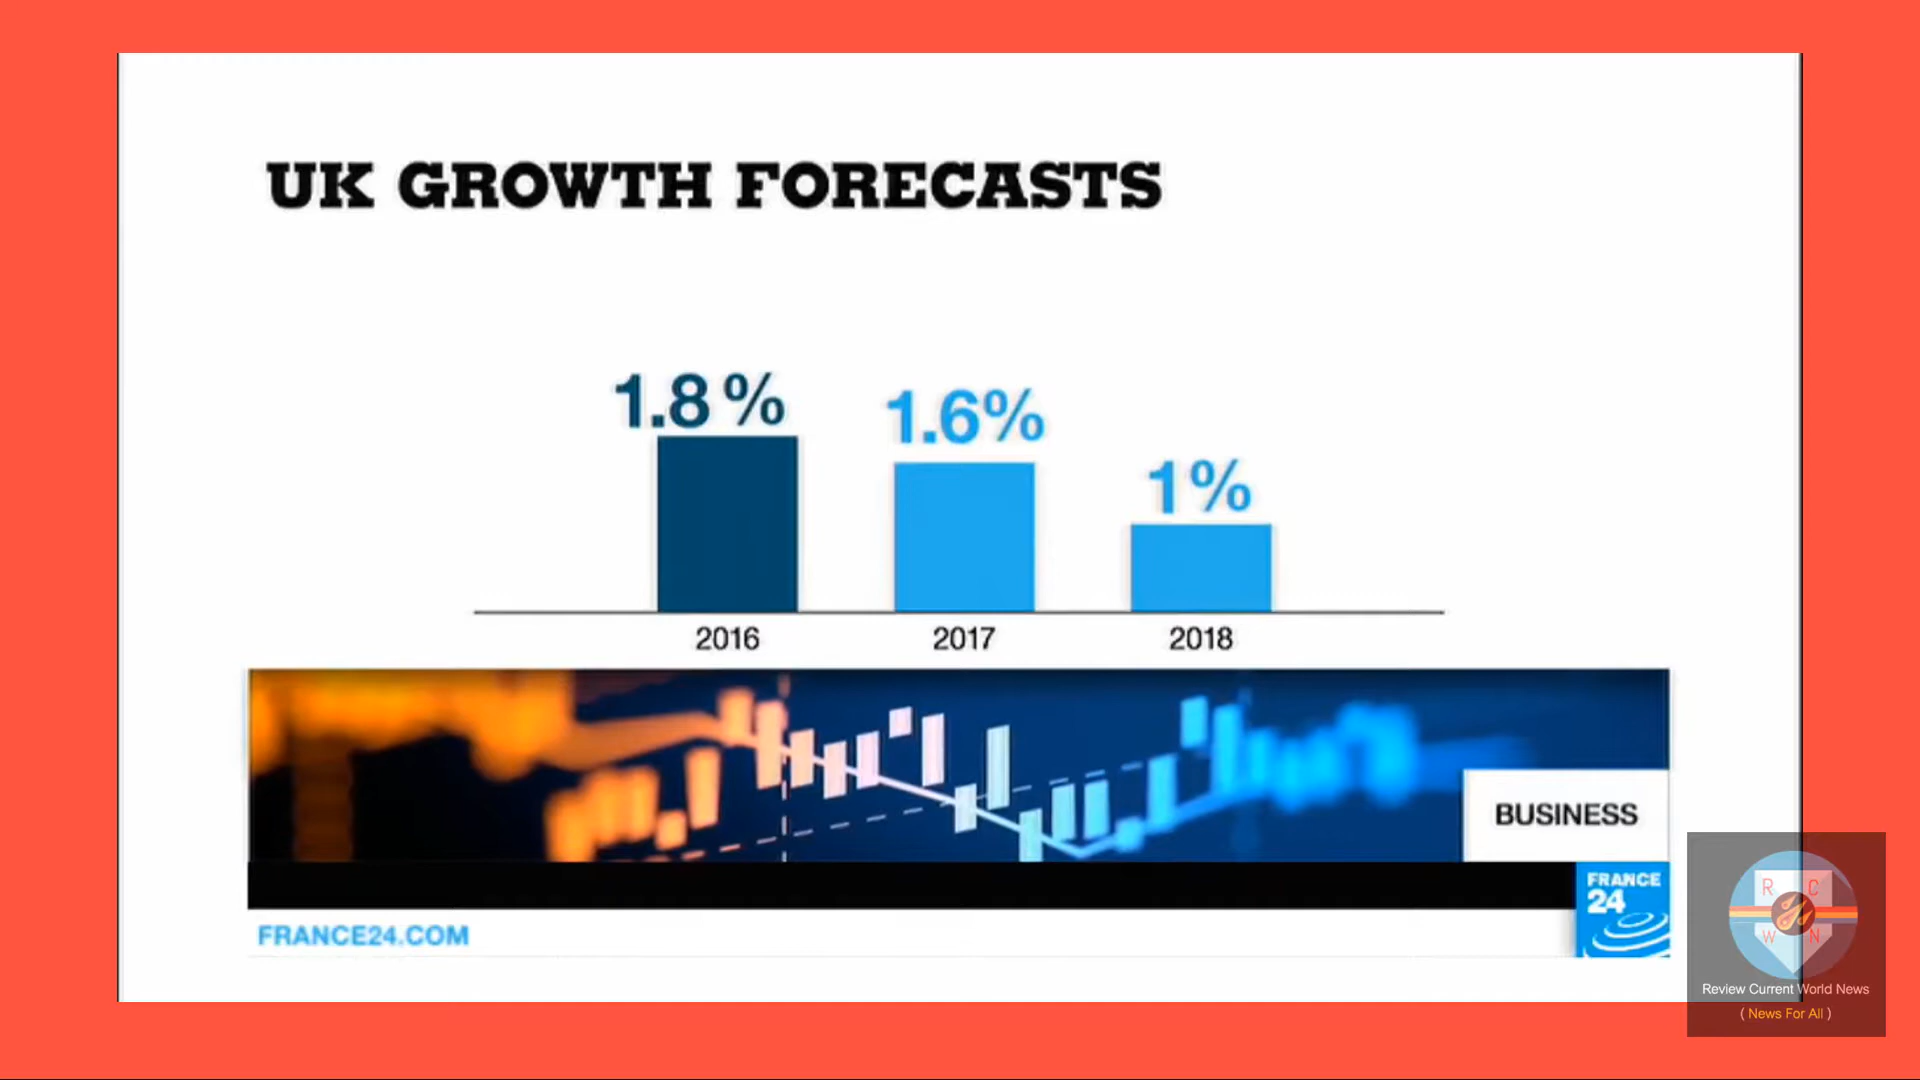 UK GROWTH FORECASTS
1.8 %
1.6%
1%
2016
2017
2018
BUSINESS
FRANCE
24
FRANCE24.COM
R C
W N
Review Current World News
( News For All )